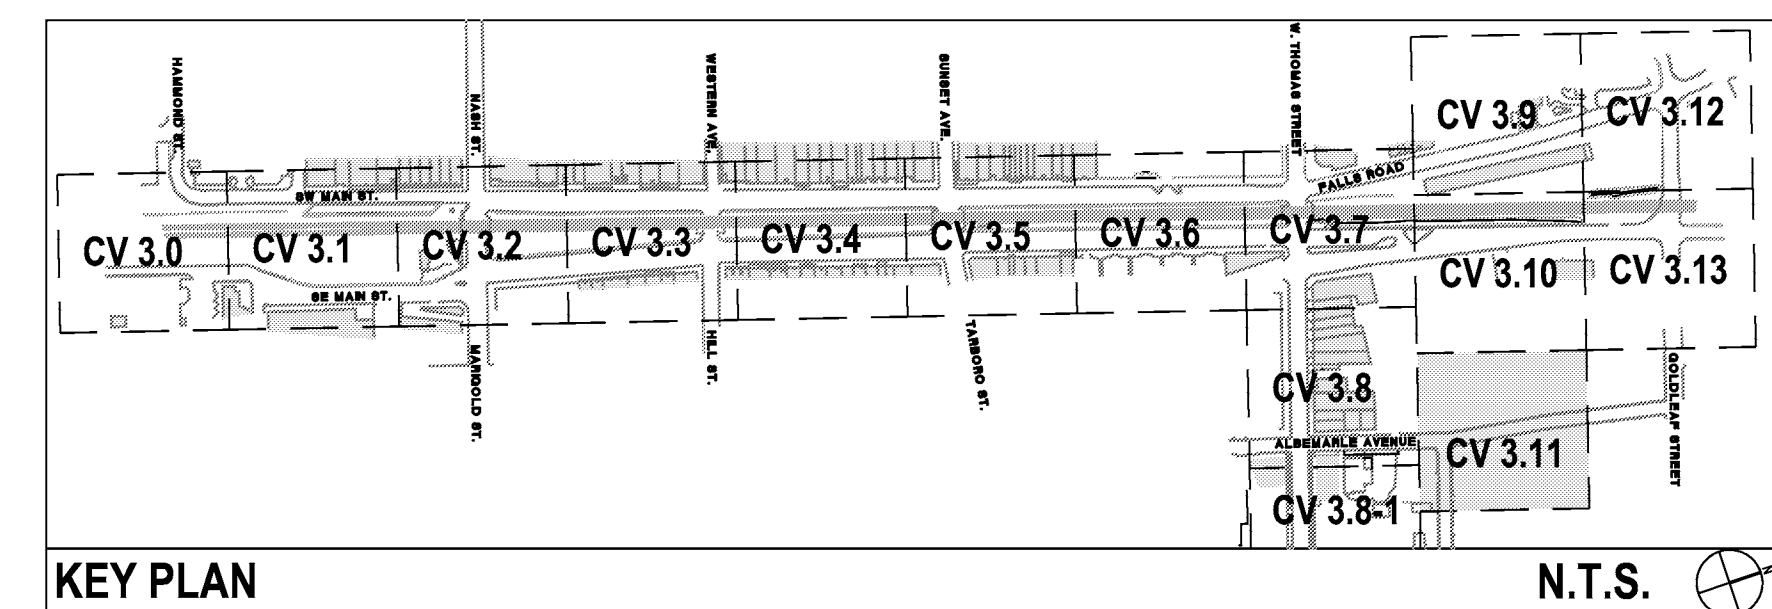 HAMMOND ST.
NASH ST.
WESTERN AVE.
SUNSET AVE.
W. THOMAS STREET
CV 3.9
CV 3.12
FALLS ROAD
SW MAIN ST.
CV 3.0
CV 3.1
CV 3.2
CV 3.3
CV 3.4
CV 3.5
CV 3.6
CV 3.7
CV 3.10
CV 3.13
SE MAIN ST.
MARIGOLD ST.
HILL ST.
TARBORO ST.
CV 3.8
GOLDLEAF STREET
ALBEMARLE AVENUE
CV 3.11
CV 3.8-1
KEY PLAN
N.T.S.
N